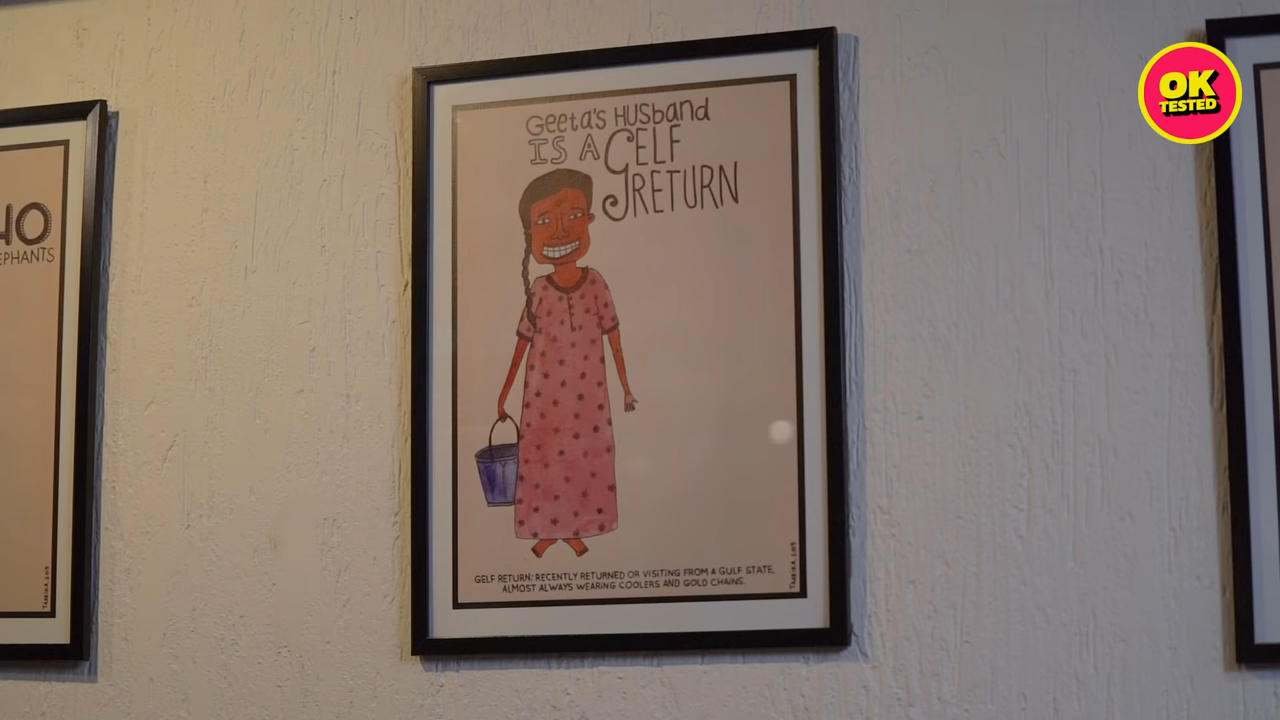 HO
EPHANTS
Geeta's HUSband
IS A GELF
RETURN
GELF RETURN: RECENTLY RETURNED OR VISITING FROM A GULF STATE,
ALMOST ALWAYS WEARING COOLERS AND GOLD CHAINS.
OK
TESTED